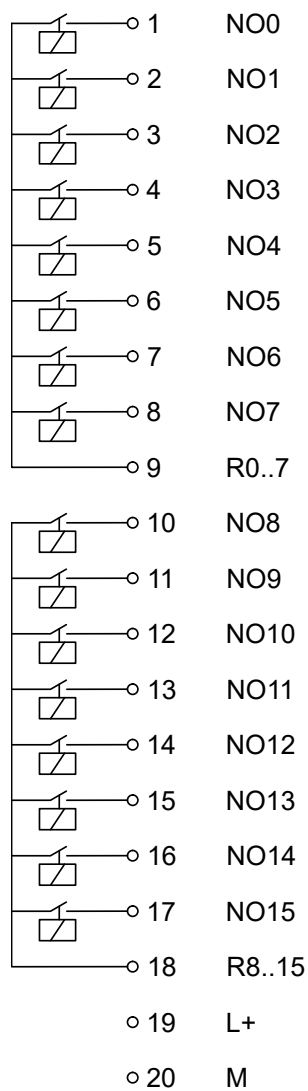 1 NO0
2 NO1
3 NO2
4 NO3
5 NO4
6 NO5
7 NO6
8 NO7
9 R0..7
10 NO8
11 NO9
12 NO10
13 NO11
14 NO12
15 NO13
16 NO14
17 NO15
18 R8..15
19 L+
20 M